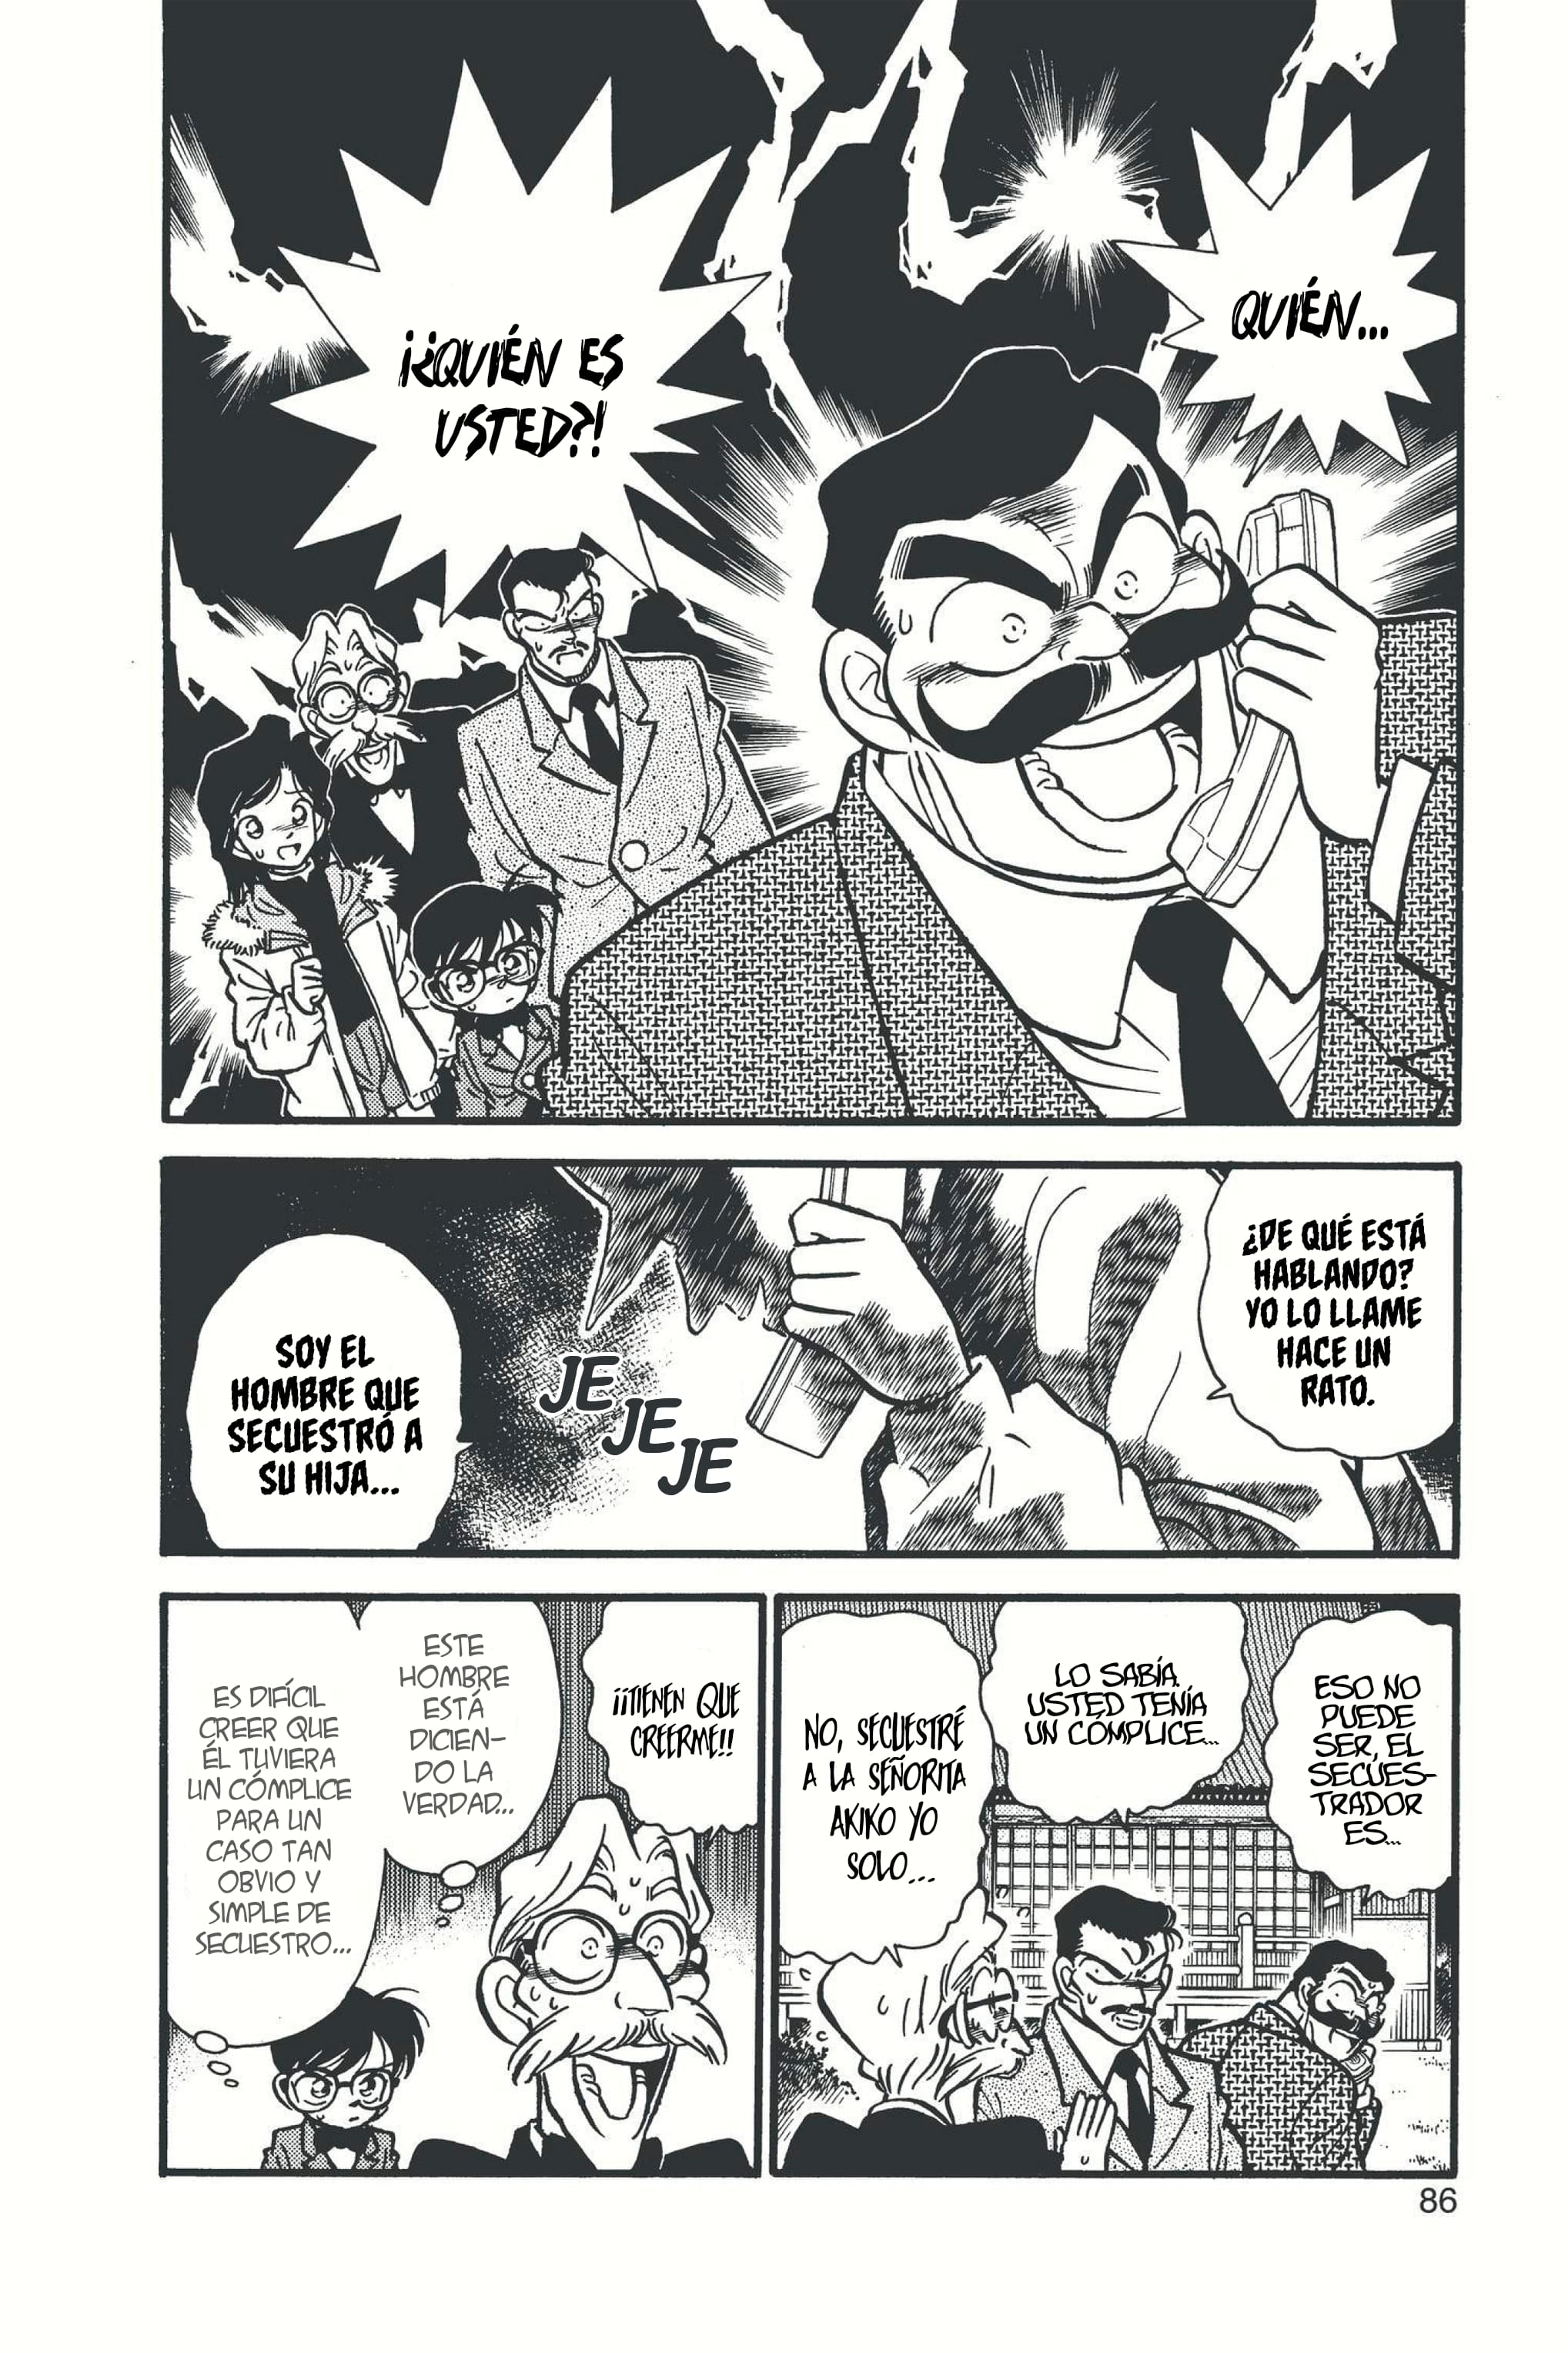 QUIÉN...
¡¿QUIÉN ES
USTED?!
¿DE QUÉ ESTÁ
HABLANDO?
YO LO LLAME
HACE UN
RATO.
JE
JE
JE
SOY EL
HOMBRE QUE
SECUESTRÓ A
SU HIJA...
ESO NO
PUEDE
SER, EL
SECUES-
TRADOR
ES...
LO SABÍA.
USTED TENÍA
UN CÓMPLICE...
NO, SECUESTRÉ
A LA SEÑORITA
AKIKO YO
SOLO...
¡¡TIENEN QUE
CREERME!!
ESTE
HOMBRE
ESTÁ
DICIEN-
DO LA
VERDAD...
ES DIFÍCIL
CREER QUE
ÉL TUVIERA
UN CÓMPLICE
PARA UN
CASO TAN
OBVIO Y
SIMPLE DE
SECUESTRO...
86